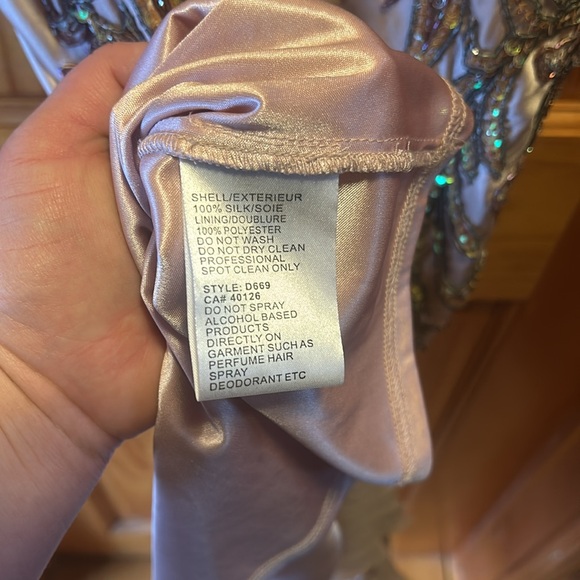 SHELL/EXTERIEUR
100% SILK/SOIE
LINING/DOUBLURE
100% POLYESTER
DO NOT WASH
DO NOT DRY CLEAN
PROFESSIONAL
SPOT CLEAN ONLY
STYLE: D669
CA# 40126
DO NOT SPRAY
ALCOHOL BASED
PRODUCTS
DIRECTLY ON
GARMENT SUCH AS
PERFUME HAIR
SPRAY
DEODORANT ETC